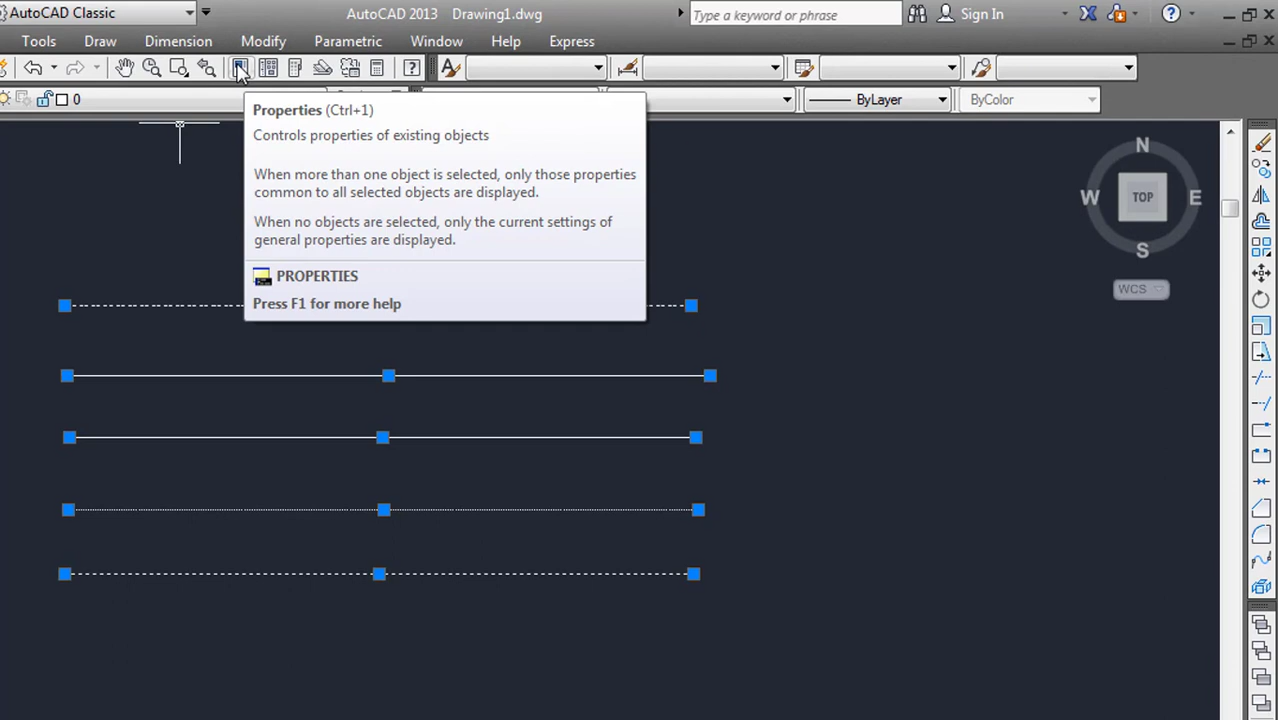 AutoCAD Classic
AutoCAD 2013 Drawing1.dwg
Type a keyword or phrase
Sign In
Tools Draw Dimension Modify Parametric Window Help Express
0
ByLayer
ByColor
Properties (Ctrl+1)
Controls properties of existing objects
When more than one object is selected, only those properties
common to all selected objects are displayed.
When no objects are selected, only the current settings of
general properties are displayed.
PROPERTIES
Press F1 for more help
N
W TOP E
S
WCS